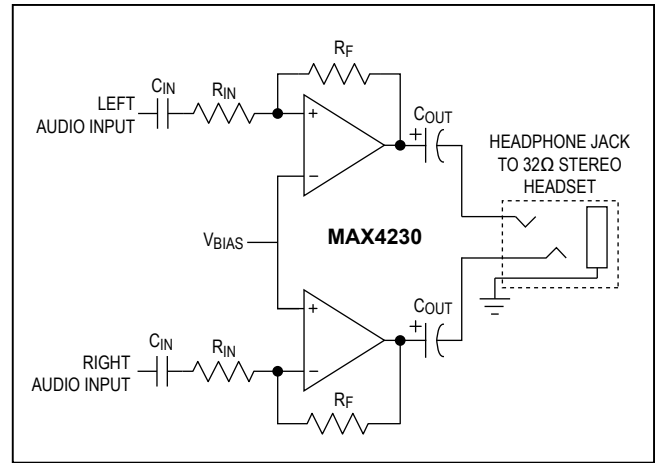 RF
CIN
RIN
LEFT
AUDIO INPUT
+
−
COUT
+
HEADPHONE JACK
TO 32Ω STEREO
HEADSET
VBIAS
MAX4230
COUT
+
+
−
CIN
RIN
RIGHT
AUDIO INPUT
RF